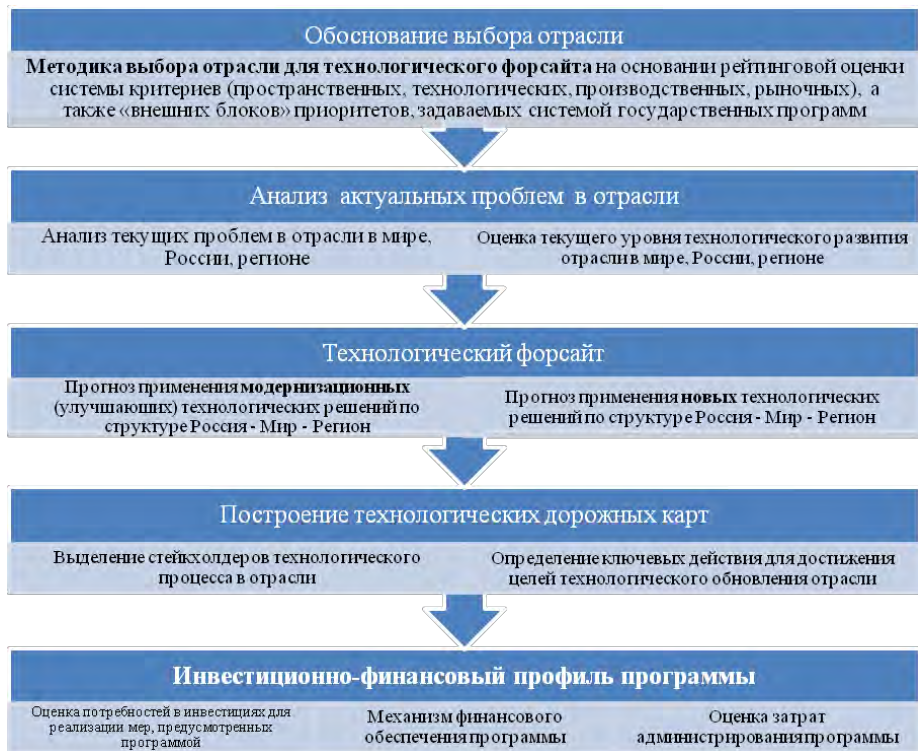 Обоснование выбора отрасли
Методика выбора отрасли для технологического форсайта на основании рейтинговой оценки
системы критериев (пространственных, технологических, производственных, рыночных), а
также «внешних блоков» приоритетов, задаваемых системой государственных программ
Анализ актуальных проблем в отрасли
Анализ текущих проблем в отрасли в мире,
России, регионе
Оценка текущего уровня технологического развития
отрасли в мире, России, регионе
Технологический форсайт
Прогноз применения модернизационных
(улучшающих) технологических решений по
структуре Россия - Мир - Регион
Прогноз применения новых технологических
решений по структуре Россия - Мир - Регион
Построение технологических дорожных карт
Выделение стейкхолдеров технологического
процесса в отрасли
Определение ключевых действия для достижения
целей технологического обновления отрасли
Инвестиционно-финансовый профиль программы
Оценка потребностей в инвестициях для
реализации мер, предусмотренных
программой
Механизм финансового
обеспечения программы
Оценка затрат
администрирования программы